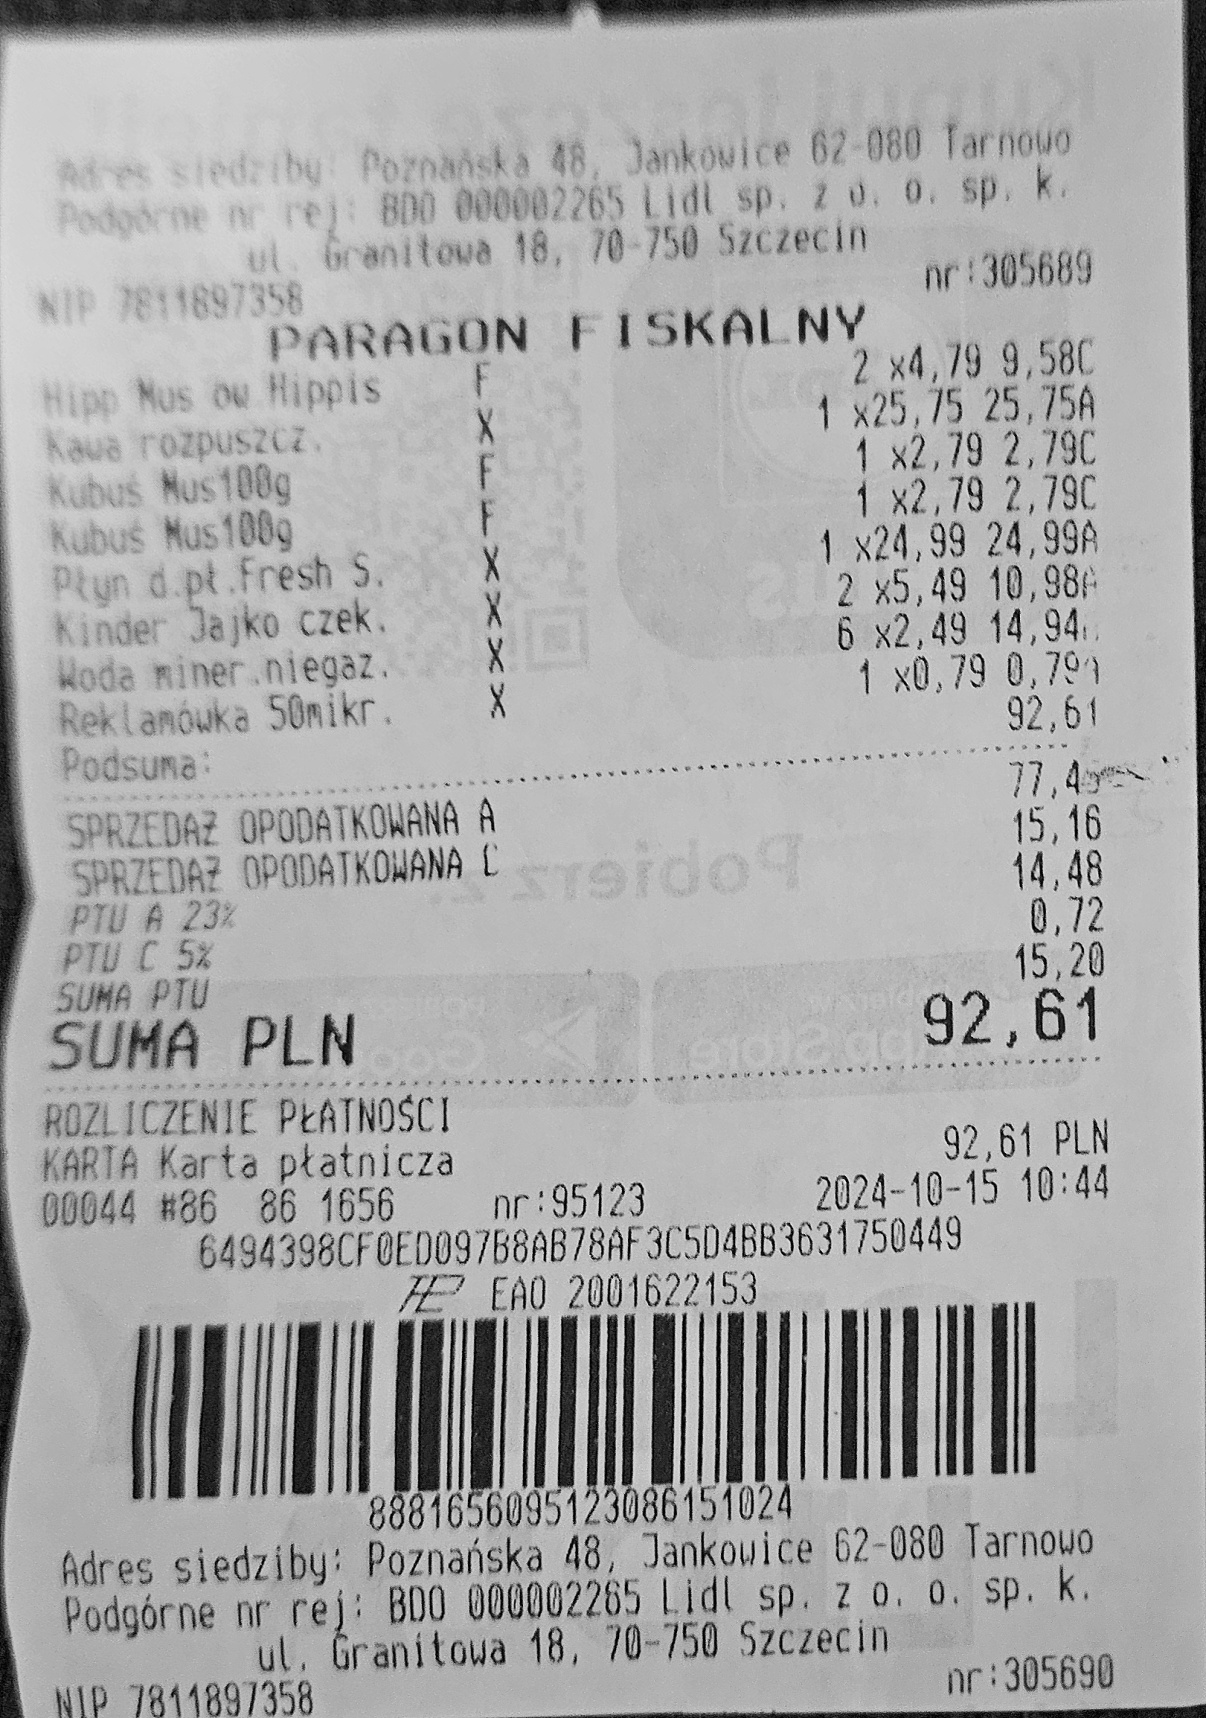 Adres siedziby: Poznańska 48, Jankowice 62-080 Tarnowo
Podgórne nr rej: BDO 000002265 Lidl sp. z o. o. sp. k.
ul. Granitowa 18, 70-750 Szczecin
NIP 7811897358 nr:305689
PARAGON FISKALNY
Hipp Mus ow Hippis F 2 x4,79 9,58C
Kawa rozpuszcz. X 1 x25,75 25,75A
Kubuś Mus100g F 1 x2,79 2,79C
Kubuś Mus100g F 1 x2,79 2,79C
Płyn d.pł.Fresh S. X 1 x24,99 24,99A
Kinder Jajko czek. X 2 x5,49 10,98A
Woda miner.niegaz. X 6 x2,49 14,94
Reklamówka 50mikr. X 1 x0,79 0,79
Podsuma: 92,61
SPRZEDAŻ OPODATKOWANA A 77,45
SPRZEDAŻ OPODATKOWANA C 15,16
PTU A 23% 14,48
PTU C 5% 0,72
SUMA PTU 15,20
SUMA PLN 92,61
ROZLICZENIE PŁATNOŚCI
KARTA Karta płatnicza 92,61 PLN
00044 #86 86 1656 nr:95123 2024-10-15 10:44
6494398CF0ED097B8AB78AF3C5D4BB3631750449
EAO 2001622153
8881656095123086151024
Adres siedziby: Poznańska 48, Jankowice 62-080 Tarnowo
Podgórne nr rej: BDO 000002265 Lidl sp. z o. o. sp. k.
ul. Granitowa 18, 70-750 Szczecin
NIP 7811897358 nr:305690